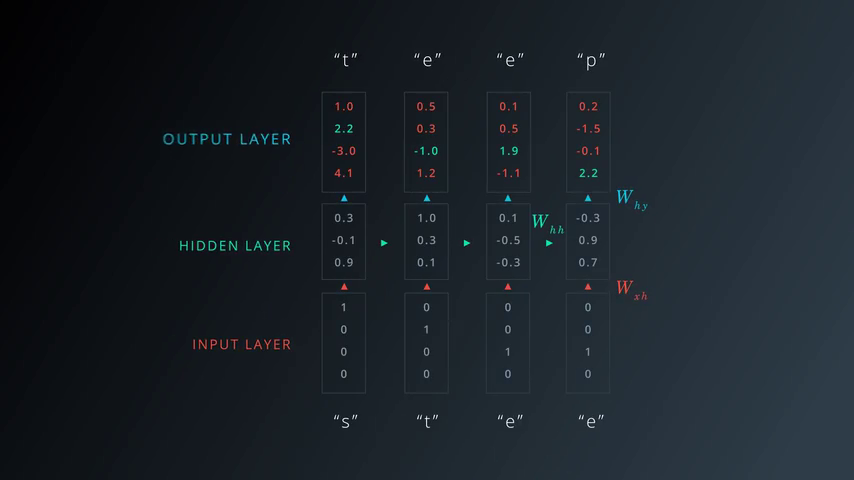 “t” “e” “e” “p”
1.0 0.5 0.1 0.2
2.2 0.3 0.5 -1.5
OUTPUT LAYER
-3.0 -1.0 1.9 -0.1
4.1 1.2 -1.1 2.2
W hy
0.3 1.0 0.1 -0.3
W hh
HIDDEN LAYER
-0.1 0.3 -0.5 0.9
0.9 0.1 -0.3 0.7
W xh
1 0 0 0
0 1 0 0
INPUT LAYER
0 0 1 1
0 0 0 0
“s” “t” “e” “e”